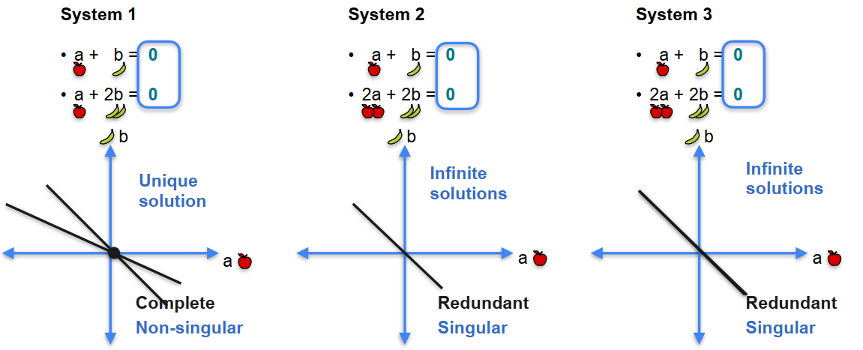 System 1
• a + b = 0
• a + 2b = 0
b
Unique
solution
a
Complete
Non-singular
System 2
• a + b = 0
• 2a + 2b = 0
b
Infinite
solutions
a
Redundant
Singular
System 3
• a + b = 0
• 2a + 2b = 0
b
Infinite
solutions
a
Redundant
Singular